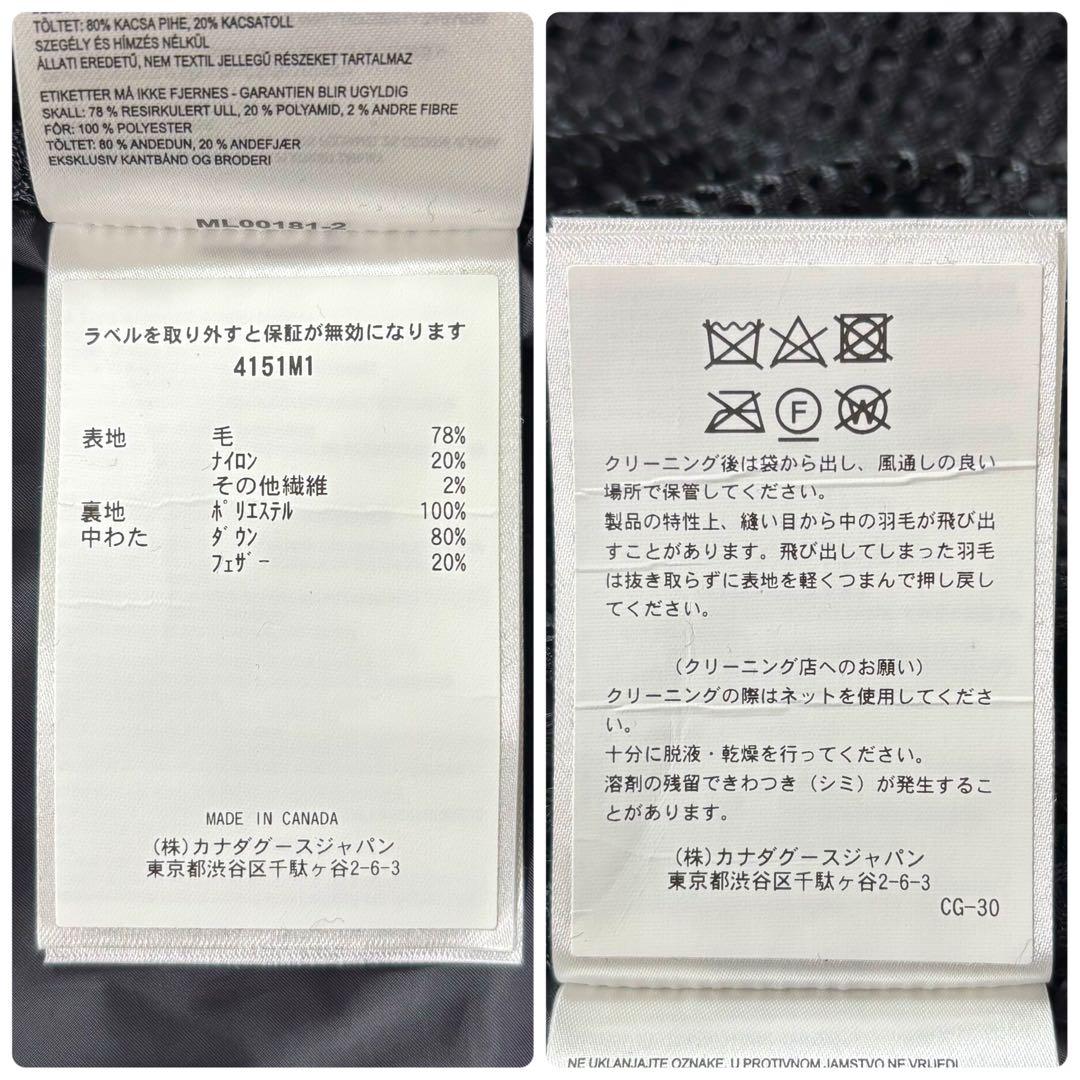 TÖLTET: 80% KACSA PIHE, 20% KACSATOLL
SZEGÉLY ÉS HÍMZÉS NÉLKÜL
ÁLLATI EREDETŰ, NEM TEXTIL JELLEGŰ RÉSZEKET TARTALMAZ
ETIKETTER MÅ IKKE FJERNES - GARANTIEN BLIR UGYLDIG
SKALL: 78 % RESIRKULERT ULL, 20 % POLYAMID, 2 % ANDRE FIBRE
FÔR: 100 % POLYESTER
TÖLTET: 80 % ANDEDUN, 20 % ANDEFJÆR
EKSKLUSIV KANTBÅND OG BRODERI
ML00181-2
ラベルを取り外すと保証が無効になります
4151M1
表地 毛 78%
ﾅｲﾛﾝ 20%
その他繊維 2%
裏地 ﾎﾟﾘｴｽﾃﾙ 100%
中わた ﾀﾞｳﾝ 80%
ﾌｪｻﾞｰ 20%
MADE IN CANADA
(株)カナダグースジャパン
東京都渋谷区千駄ヶ谷2-6-3
F
W
クリーニング後は袋から出し、風通しの良い
場所で保管してください。
製品の特性上、縫い目から中の羽毛が飛び出
すことがあります。飛び出してしまった羽毛
は抜き取らずに表地を軽くつまんで押し戻し
てください。
(クリーニング店へのお願い)
クリーニングの際はネットを使用してくださ
い。
十分に脱液・乾燥を行ってください。
溶剤の残留できわつき(シミ)が発生するこ
とがあります。
(株)カナダグースジャパン
東京都渋谷区千駄ヶ谷2-6-3
CG-30
NE UKLANJAJTE OZNAKE, U PROTIVNOM JAMSTVO NE VRIJEDI